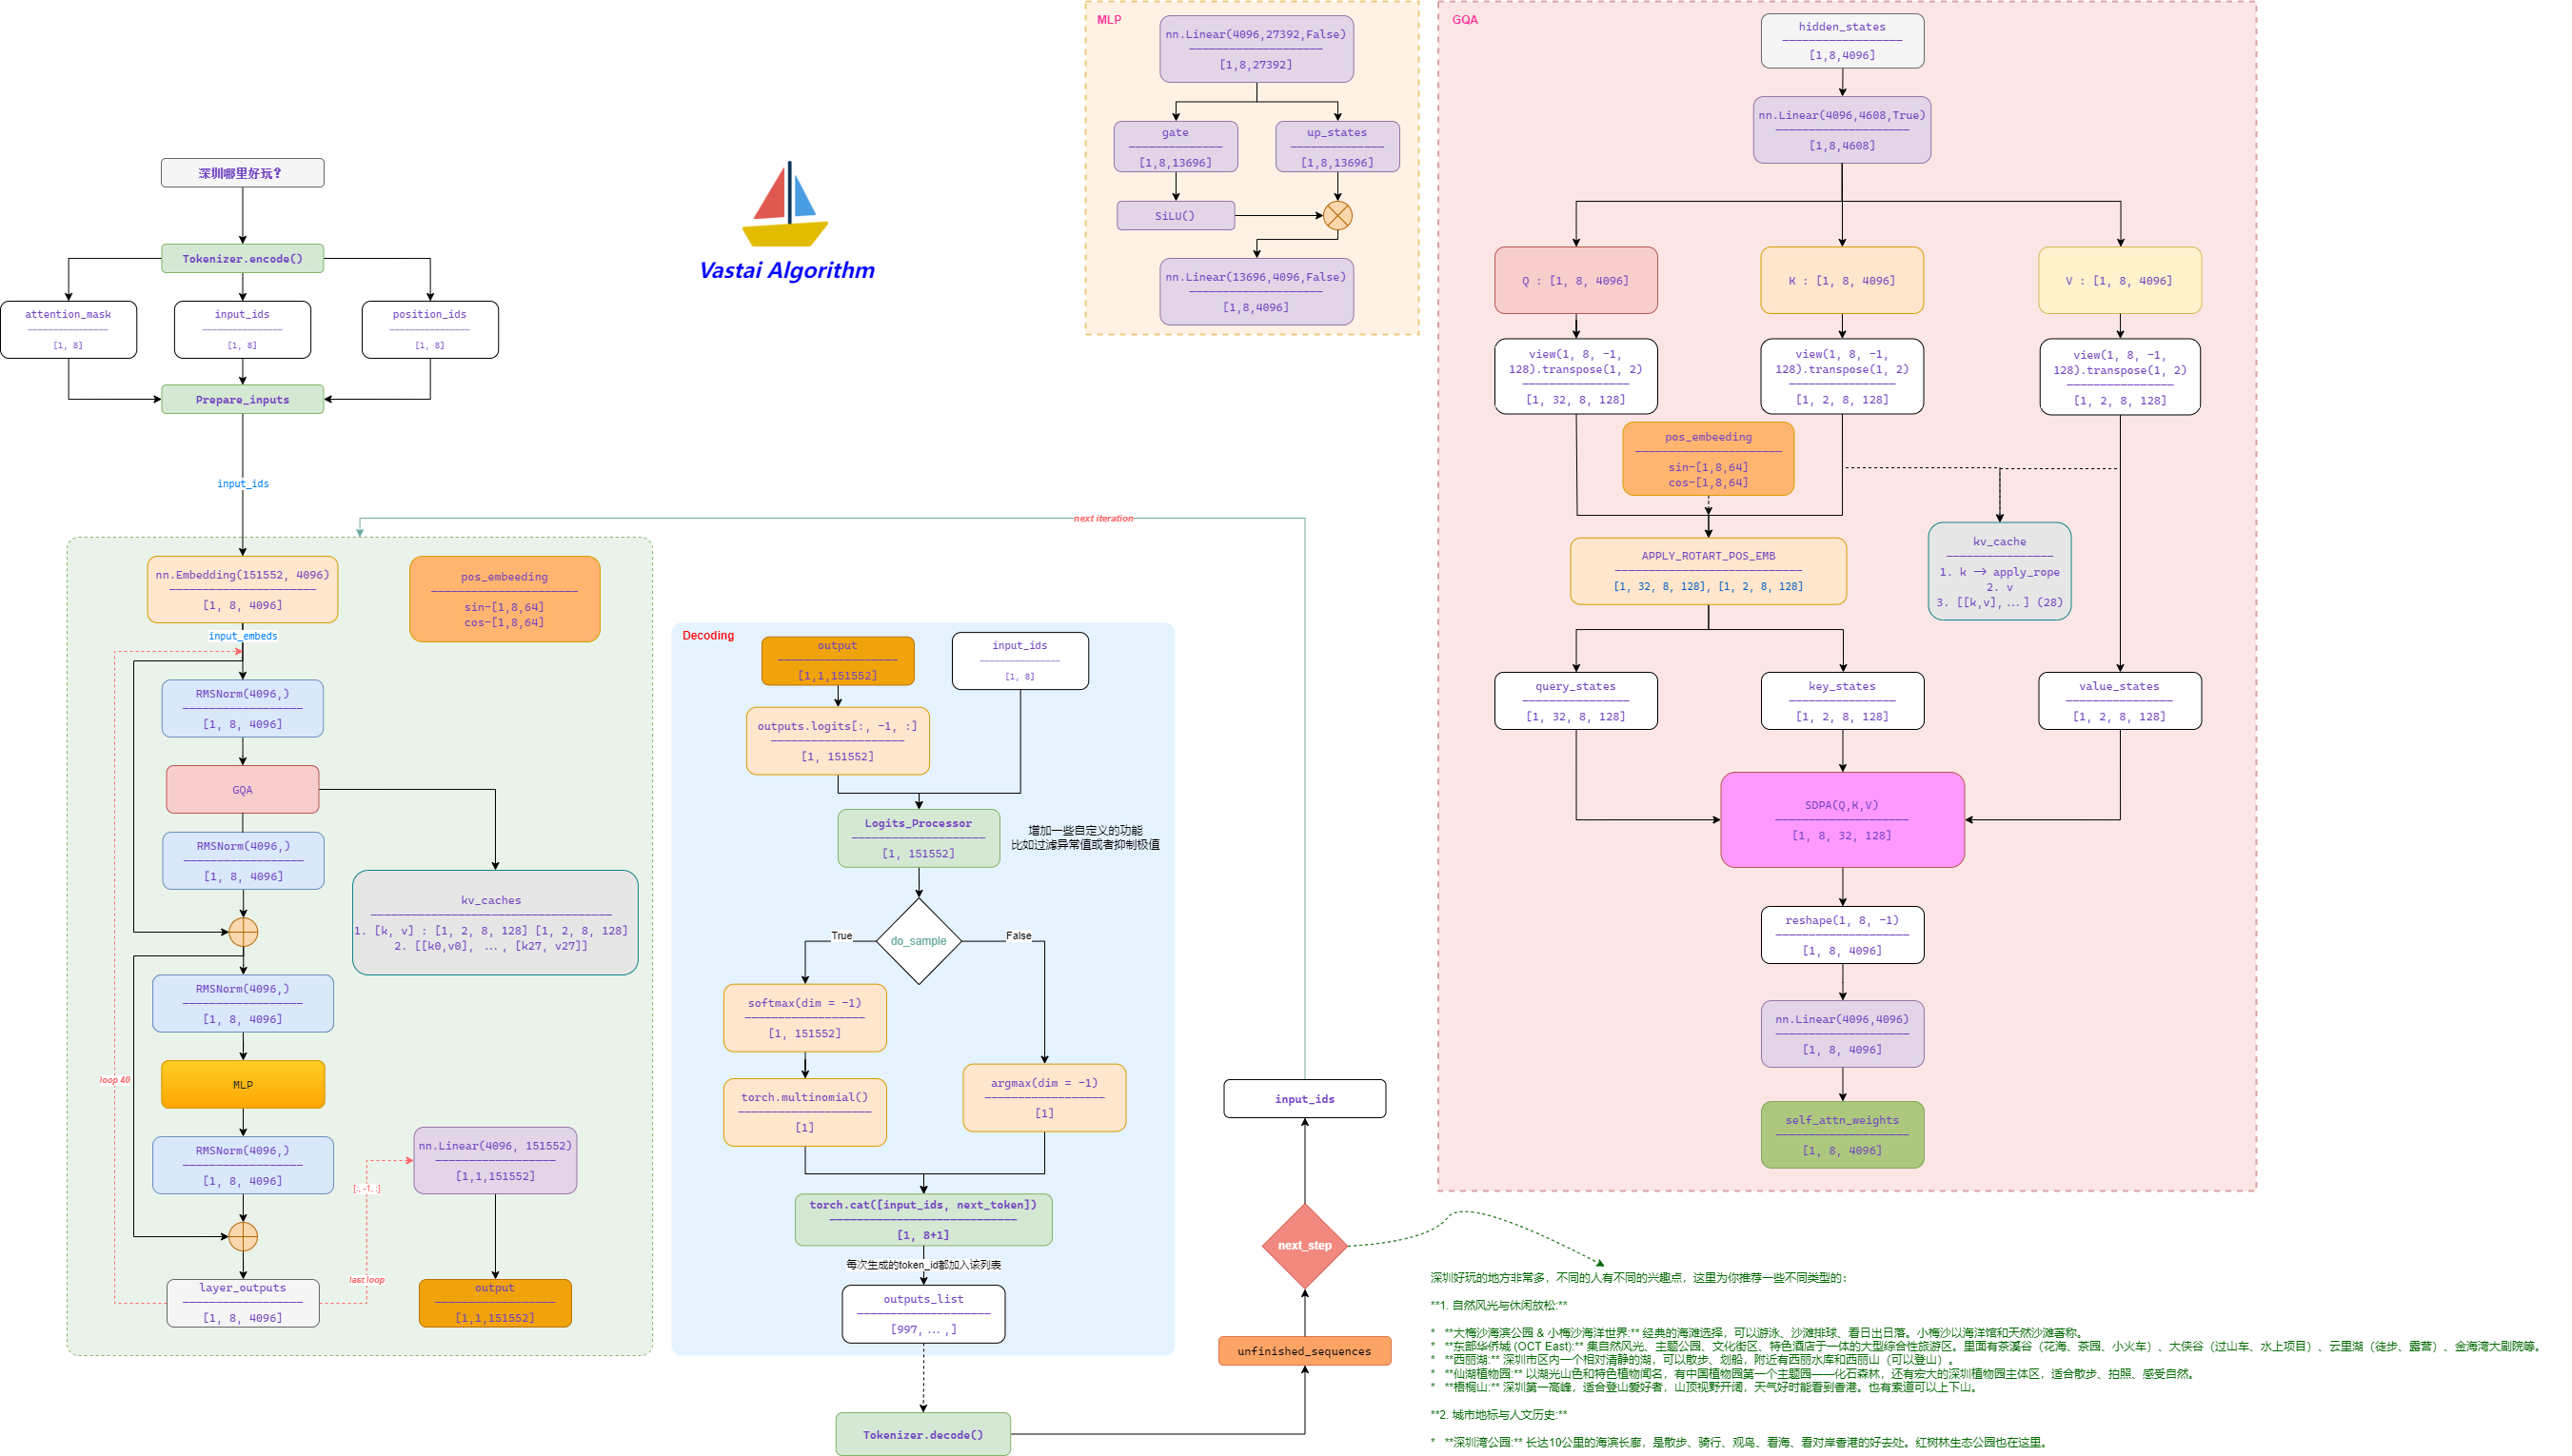 深圳哪里好玩?
Tokenizer.encode()
attention_mask
[1, 8]
input_ids
[1, 8]
position_ids
[1, 8]
Prepare_inputs
input_ids
nn.Embedding(151552, 4096)
[1, 8, 4096]
pos_embeeding
sin-[1,8,64]
cos-[1,8,64]
input_embeds
RMSNorm(4096,)
[1, 8, 4096]
GQA
RMSNorm(4096,)
[1, 8, 4096]
kv_caches
1. [k, v] : [1, 2, 8, 128] [1, 2, 8, 128]
2. [[k0,v0], ..., [k27, v27]]
RMSNorm(4096,)
[1, 8, 4096]
loop 40
MLP
RMSNorm(4096,)
[1, 8, 4096]
nn.Linear(4096, 151552)
[1,1,151552]
[:, -1, :]
last loop
layer_outputs
[1, 8, 4096]
output
[1,1,151552]
Vastai Algorithm
next iteration
Decoding
output
[1,1,151552]
input_ids
[1, 8]
outputs.logits[:, -1, :]
[1, 151552]
Logits_Processor
[1, 151552]
增加一些自定义的功能
比如过滤异常值或者抑制极值
do_sample
True
False
softmax(dim = -1)
[1, 151552]
torch.multinomial()
[1]
argmax(dim = -1)
[1]
torch.cat([input_ids, next_token])
[1, 8+1]
每次生成的token_id都加入该列表
outputs_list
[997,...,]
Tokenizer.decode()
input_ids
next_step
unfinished_sequences
MLP
nn.Linear(4096,27392,False)
[1,8,27392]
gate
[1,8,13696]
up_states
[1,8,13696]
SiLU()
nn.Linear(13696,4096,False)
[1,8,4096]
GQA
hidden_states
[1,8,4096]
nn.Linear(4096,4608,True)
[1,8,4608]
Q : [1, 8, 4096]
K : [1, 8, 4096]
V : [1, 8, 4096]
view(1, 8, -1,
128).transpose(1, 2)
[1, 32, 8, 128]
view(1, 8, -1,
128).transpose(1, 2)
[1, 2, 8, 128]
view(1, 8, -1,
128).transpose(1, 2)
[1, 2, 8, 128]
pos_embeeding
sin-[1,8,64]
cos-[1,8,64]
APPLY_ROTART_POS_EMB
[1, 32, 8, 128], [1, 2, 8, 128]
kv_cache
1. k -> apply_rope
2. v
3. [[k,v],...] (28)
query_states
[1, 32, 8, 128]
key_states
[1, 2, 8, 128]
value_states
[1, 2, 8, 128]
SDPA(Q,K,V)
[1, 8, 32, 128]
reshape(1, 8, -1)
[1, 8, 4096]
nn.Linear(4096,4096)
[1, 8, 4096]
self_attn_weights
[1, 8, 4096]
深圳好玩的地方非常多，不同的人有不同的兴趣点，这里为你推荐一些不同类型的：
**1. 自然风光与休闲放松:**
* **大梅沙海滨公园 & 小梅沙海洋世界:** 经典的海滩选择，可以游泳、沙滩排球、看日出日落。小梅沙以海洋馆和天然沙滩著称。
* **东部华侨城 (OCT East):** 集自然风光、主题公园、文化街区、特色酒店于一体的大型综合性旅游区。里面有茶溪谷（花海、茶园、小火车）、大侠谷（过山车、水上项目）、云里湖（徒步、露营）、金海湾大剧院等。
* **西丽湖:** 深圳市区内一个相对清静的湖，可以散步、划船，附近有西丽水库和西丽山（可以登山）。
* **仙湖植物园:** 以湖光山色和特色植物闻名，有中国植物园第一个主题园——化石森林，还有宏大的深圳植物园主体区，适合散步、拍照、感受自然。
* **梧桐山:** 深圳第一高峰，适合登山爱好者，山顶视野开阔，天气好时能看到香港。也有索道可以上下山。
**2. 城市地标与人文历史:**
* **深圳湾公园:** 长达10公里的海滨长廊，是散步、骑行、观鸟、看海、看对岸香港的好去处。红树林生态公园也在这里。